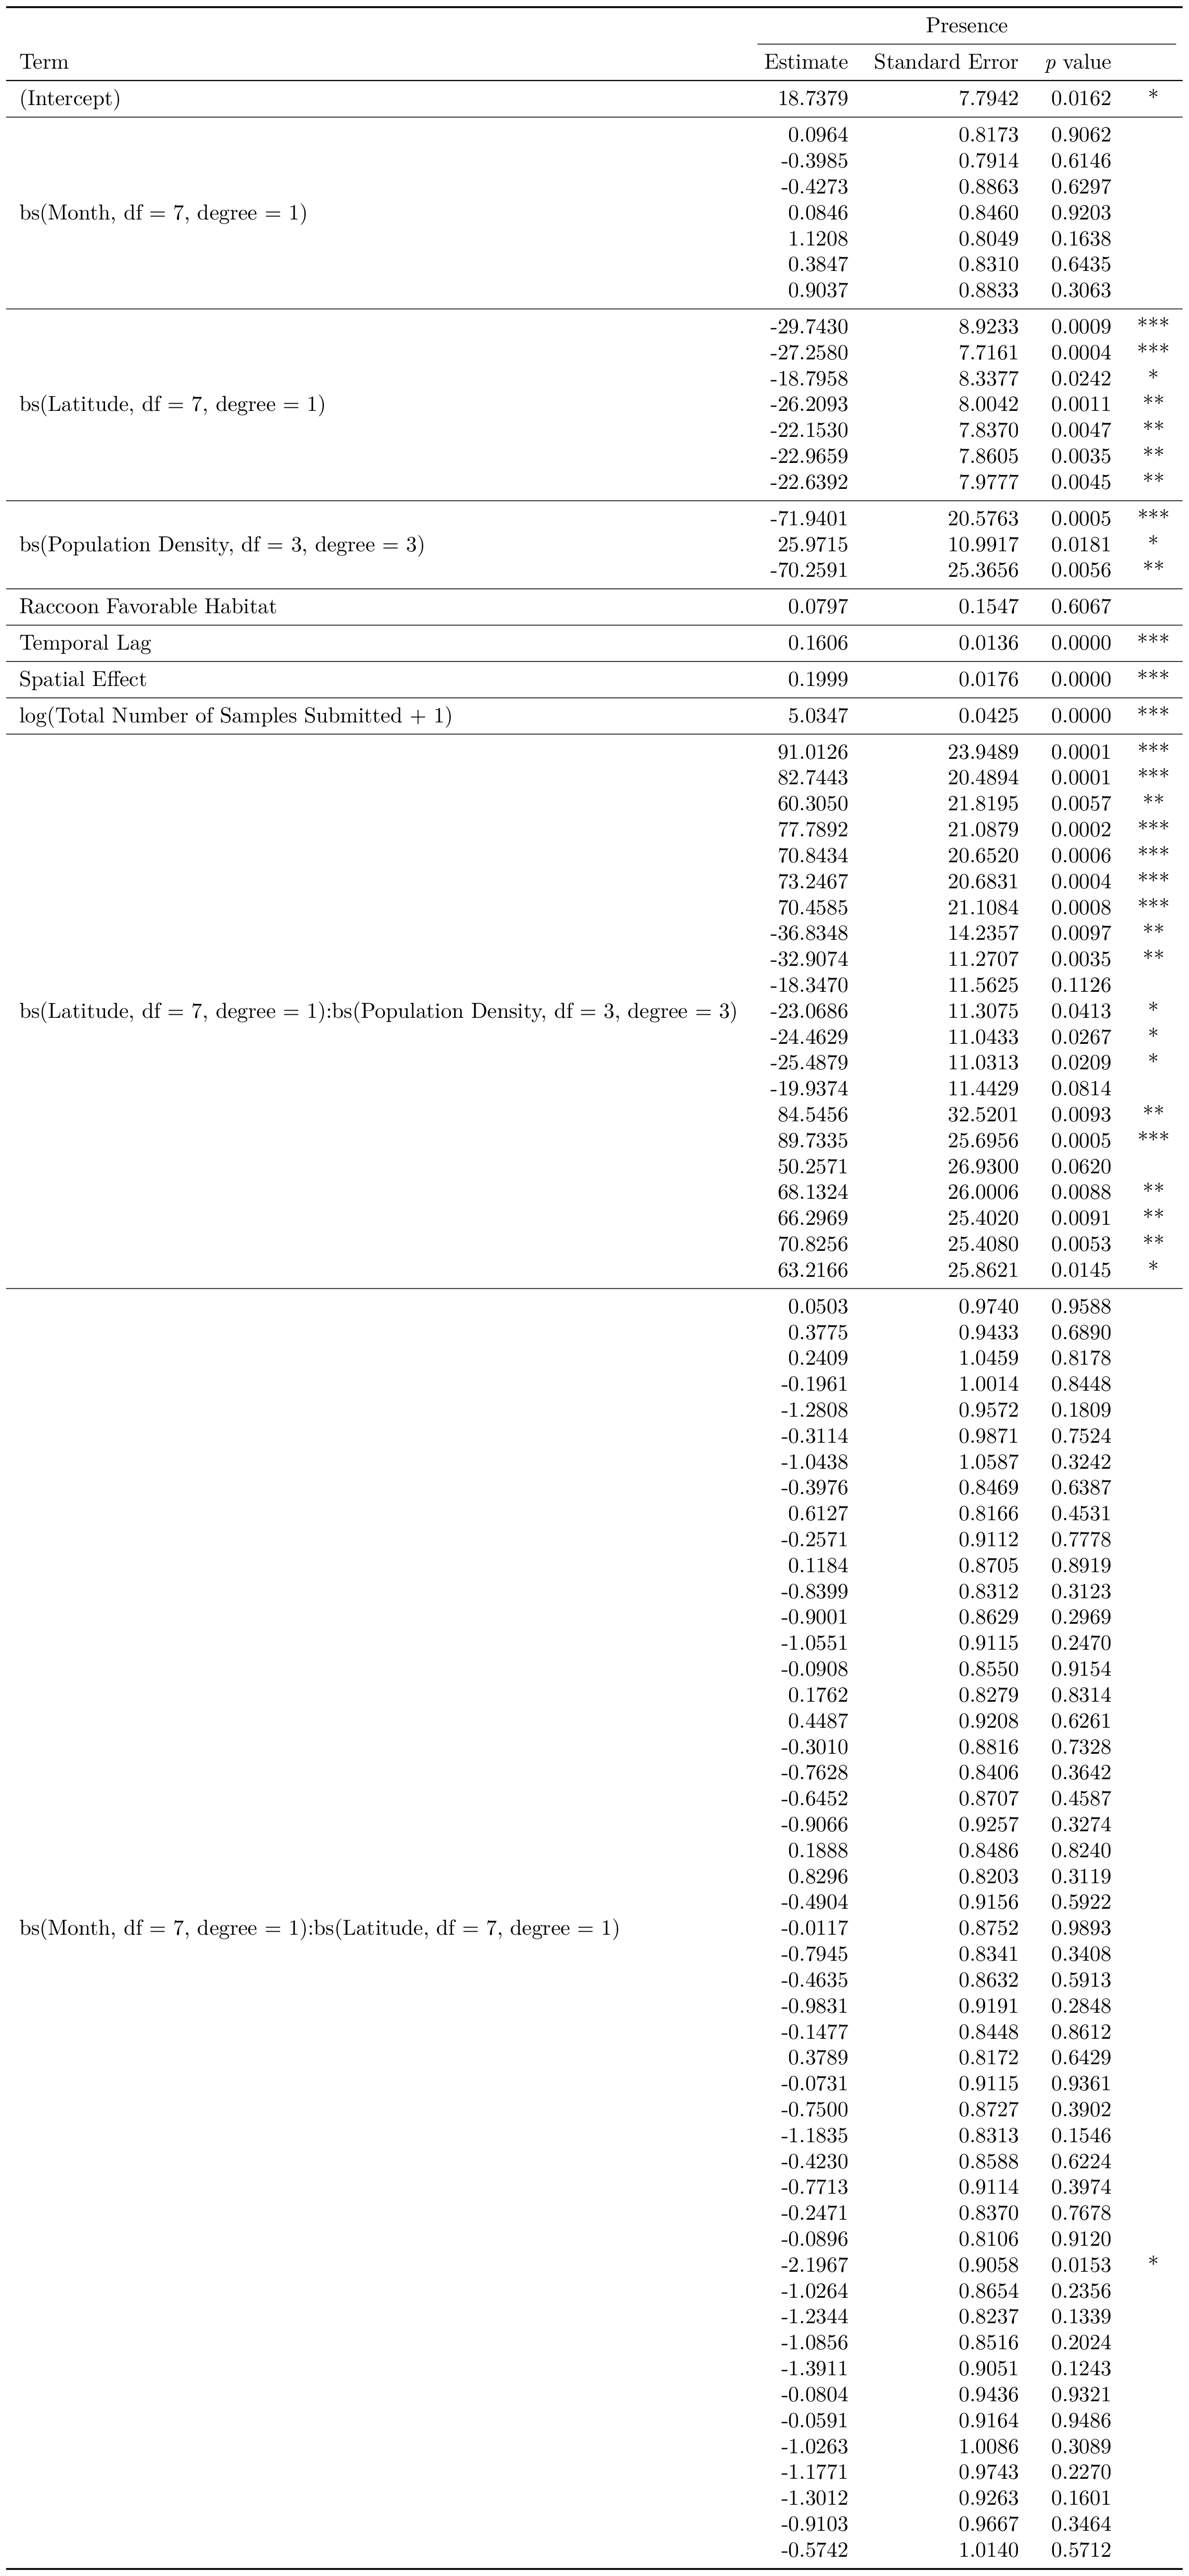 Presence
Term Estimate Standard Error p value
(Intercept) 18.7379 7.7942 0.0162 *
0.0964 0.8173 0.9062
-0.3985 0.7914 0.6146
-0.4273 0.8863 0.6297
bs(Month, df = 7, degree = 1) 0.0846 0.8460 0.9203
1.1208 0.8049 0.1638
0.3847 0.8310 0.6435
0.9037 0.8833 0.3063
-29.7430 8.9233 0.0009 ***
-27.2580 7.7161 0.0004 ***
-18.7958 8.3377 0.0242 *
bs(Latitude, df = 7, degree = 1) -26.2093 8.0042 0.0011 **
-22.1530 7.8370 0.0047 **
-22.9659 7.8605 0.0035 **
-22.6392 7.9777 0.0045 **
-71.9401 20.5763 0.0005 ***
bs(Population Density, df = 3, degree = 3) 25.9715 10.9917 0.0181 *
-70.2591 25.3656 0.0056 **
Raccoon Favorable Habitat 0.0797 0.1547 0.6067
Temporal Lag 0.1606 0.0136 0.0000 ***
Spatial Effect 0.1999 0.0176 0.0000 ***
log(Total Number of Samples Submitted + 1) 5.0347 0.0425 0.0000 ***
91.0126 23.9489 0.0001 ***
82.7443 20.4894 0.0001 ***
60.3050 21.8195 0.0057 **
77.7892 21.0879 0.0002 ***
70.8434 20.6520 0.0006 ***
73.2467 20.6831 0.0004 ***
70.4585 21.1084 0.0008 ***
-36.8348 14.2357 0.0097 **
-32.9074 11.2707 0.0035 **
-18.3470 11.5625 0.1126
bs(Latitude, df = 7, degree = 1):bs(Population Density, df = 3, degree = 3) -23.0686 11.3075 0.0413 *
-24.4629 11.0433 0.0267 *
-25.4879 11.0313 0.0209 *
-19.9374 11.4429 0.0814
84.5456 32.5201 0.0093 **
89.7335 25.6956 0.0005 ***
50.2571 26.9300 0.0620
68.1324 26.0006 0.0088 **
66.2969 25.4020 0.0091 **
70.8256 25.4080 0.0053 **
63.2166 25.8621 0.0145 *
0.0503 0.9740 0.9588
0.3775 0.9433 0.6890
0.2409 1.0459 0.8178
-0.1961 1.0014 0.8448
-1.2808 0.9572 0.1809
-0.3114 0.9871 0.7524
-1.0438 1.0587 0.3242
-0.3976 0.8469 0.6387
0.6127 0.8166 0.4531
-0.2571 0.9112 0.7778
0.1184 0.8705 0.8919
-0.8399 0.8312 0.3123
-0.9001 0.8629 0.2969
-1.0551 0.9115 0.2470
-0.0908 0.8550 0.9154
0.1762 0.8279 0.8314
0.4487 0.9208 0.6261
-0.3010 0.8816 0.7328
-0.7628 0.8406 0.3642
-0.6452 0.8707 0.4587
-0.9066 0.9257 0.3274
0.1888 0.8486 0.8240
0.8296 0.8203 0.3119
-0.4904 0.9156 0.5922
bs(Month, df = 7, degree = 1):bs(Latitude, df = 7, degree = 1) -0.0117 0.8752 0.9893
-0.7945 0.8341 0.3408
-0.4635 0.8632 0.5913
-0.9831 0.9191 0.2848
-0.1477 0.8448 0.8612
0.3789 0.8172 0.6429
-0.0731 0.9115 0.9361
-0.7500 0.8727 0.3902
-1.1835 0.8313 0.1546
-0.4230 0.8588 0.6224
-0.7713 0.9114 0.3974
-0.2471 0.8370 0.7678
-0.0896 0.8106 0.9120
-2.1967 0.9058 0.0153 *
-1.0264 0.8654 0.2356
-1.2344 0.8237 0.1339
-1.0856 0.8516 0.2024
-1.3911 0.9051 0.1243
-0.0804 0.9436 0.9321
-0.0591 0.9164 0.9486
-1.0263 1.0086 0.3089
-1.1771 0.9743 0.2270
-1.3012 0.9263 0.1601
-0.9103 0.9667 0.3464
-0.5742 1.0140 0.5712